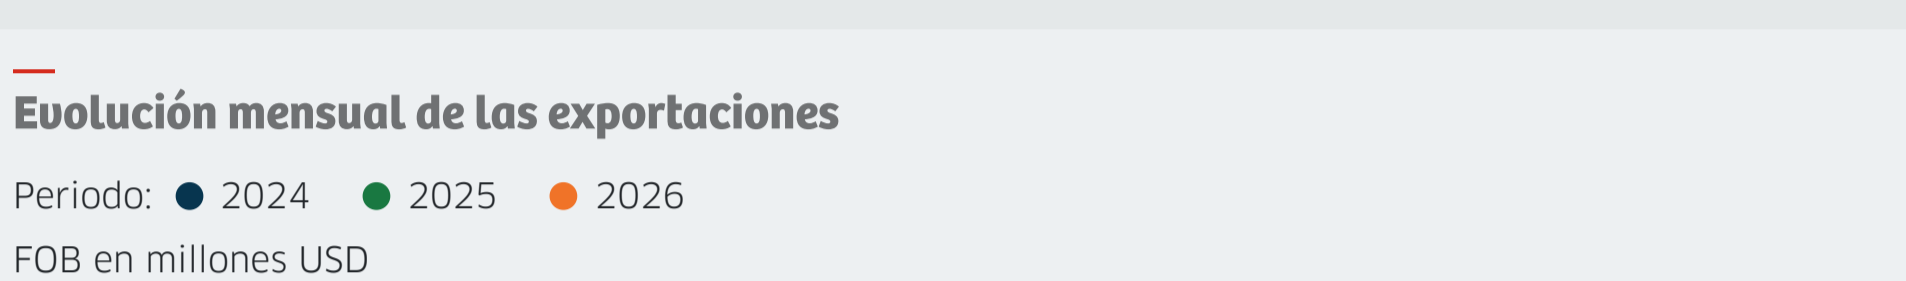 Evolución mensual de las exportaciones
Periodo: 2024 2025 2026
FOB en millones USD